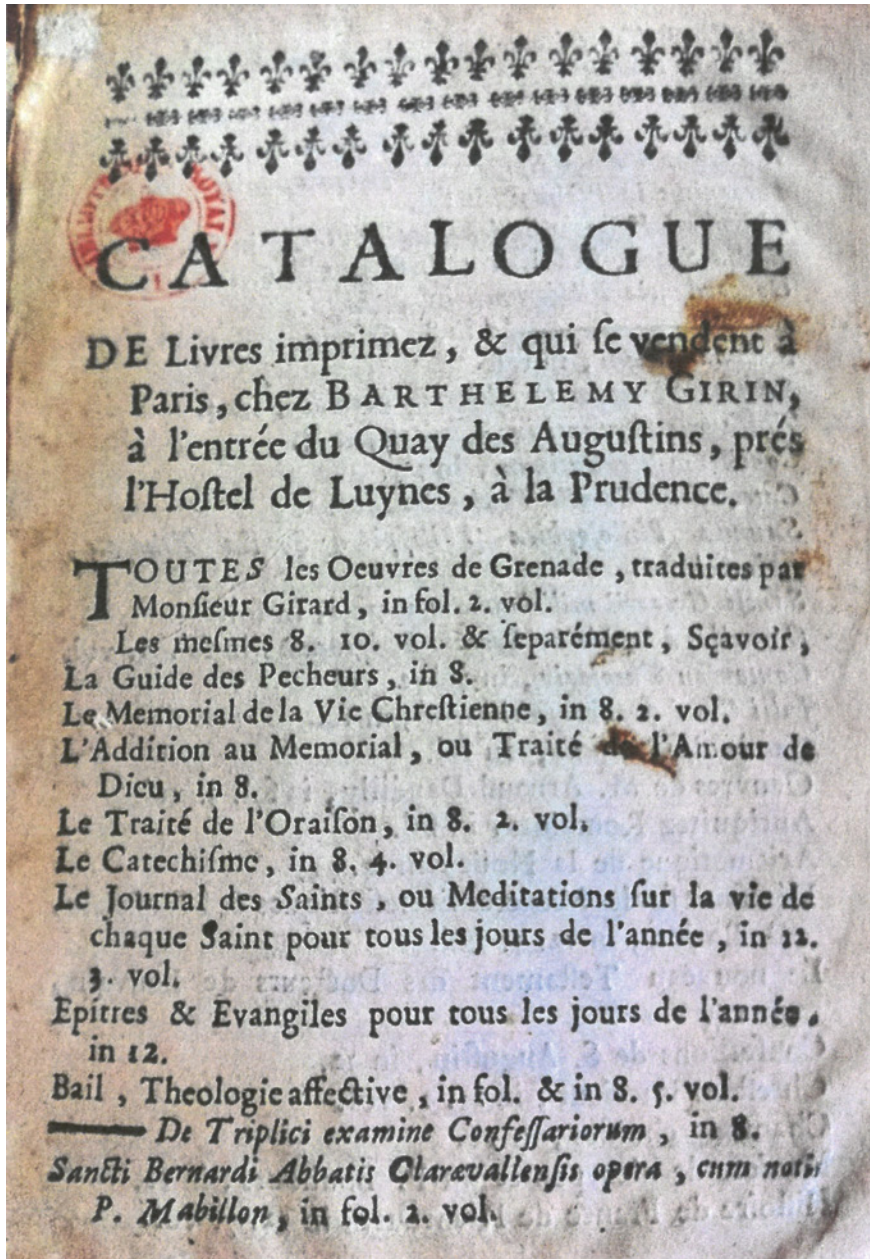 CATALOGUE
DE Livres imprimez, & qui ſe vendent à
Paris, chez BARTHELEMY GIRIN,
à l'entrée du Quay des Auguſtins, prés
l'Hoſtel de Luynes, à la Prudence.
TOUTES les Oeuvres de Grenade, traduites par
Monſieur Girard, in fol. 2. vol.
Les meſmes 8. 10. vol. & ſeparément, Sçavoir,
La Guide des Pecheurs, in 8.
Le Memorial de la Vie Chreſtienne, in 8. 2. vol.
L'Addition au Memorial, ou Traité de l'Amour de
Dieu, in 8.
Le Traité de l'Oraiſon, in 8. 2. vol.
Le Catechiſme, in 8. 4. vol.
Le Journal des Saints, ou Meditations ſur la vie de
chaque Saint pour tous les jours de l'année, in 12.
3. vol.
Epitres & Evangiles pour tous les jours de l'année.
in 12.
Bail, Theologie affective, in fol. & in 8. 5. vol.
—— De Triplici examine Confeſſariorum, in 8.
Sancti Bernardi Abbatis Clarævallenſis opera, cum notis
P. Mabillon, in fol. 2. vol.